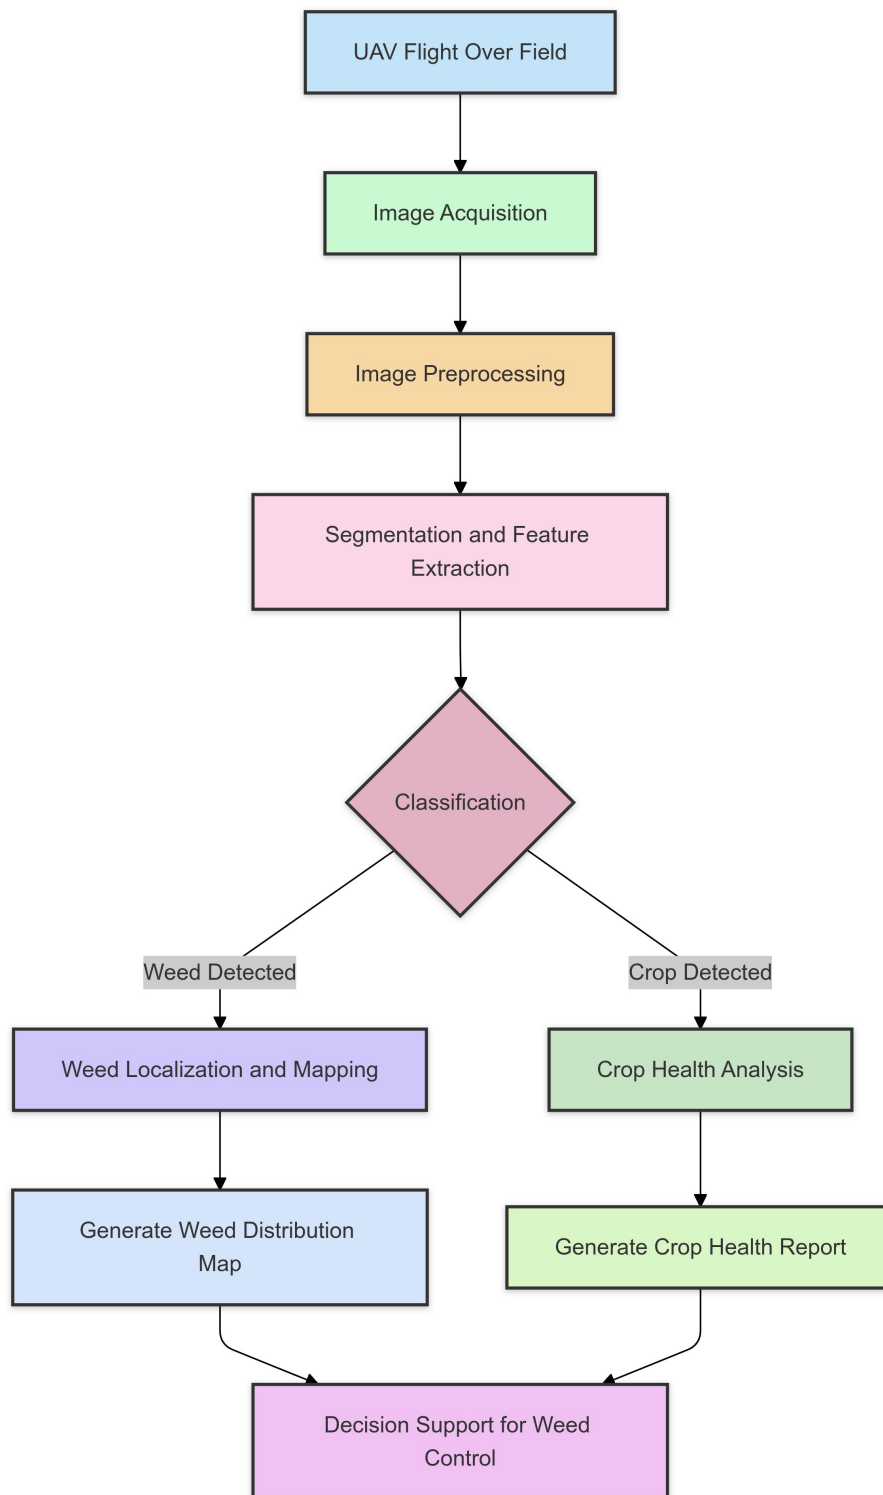 UAV Flight Over Field
Image Acquisition
Image Preprocessing
Segmentation and Feature
Extraction
Classification
Weed Detected
Crop Detected
Weed Localization and Mapping
Crop Health Analysis
Generate Weed Distribution
Map
Generate Crop Health Report
Decision Support for Weed
Control